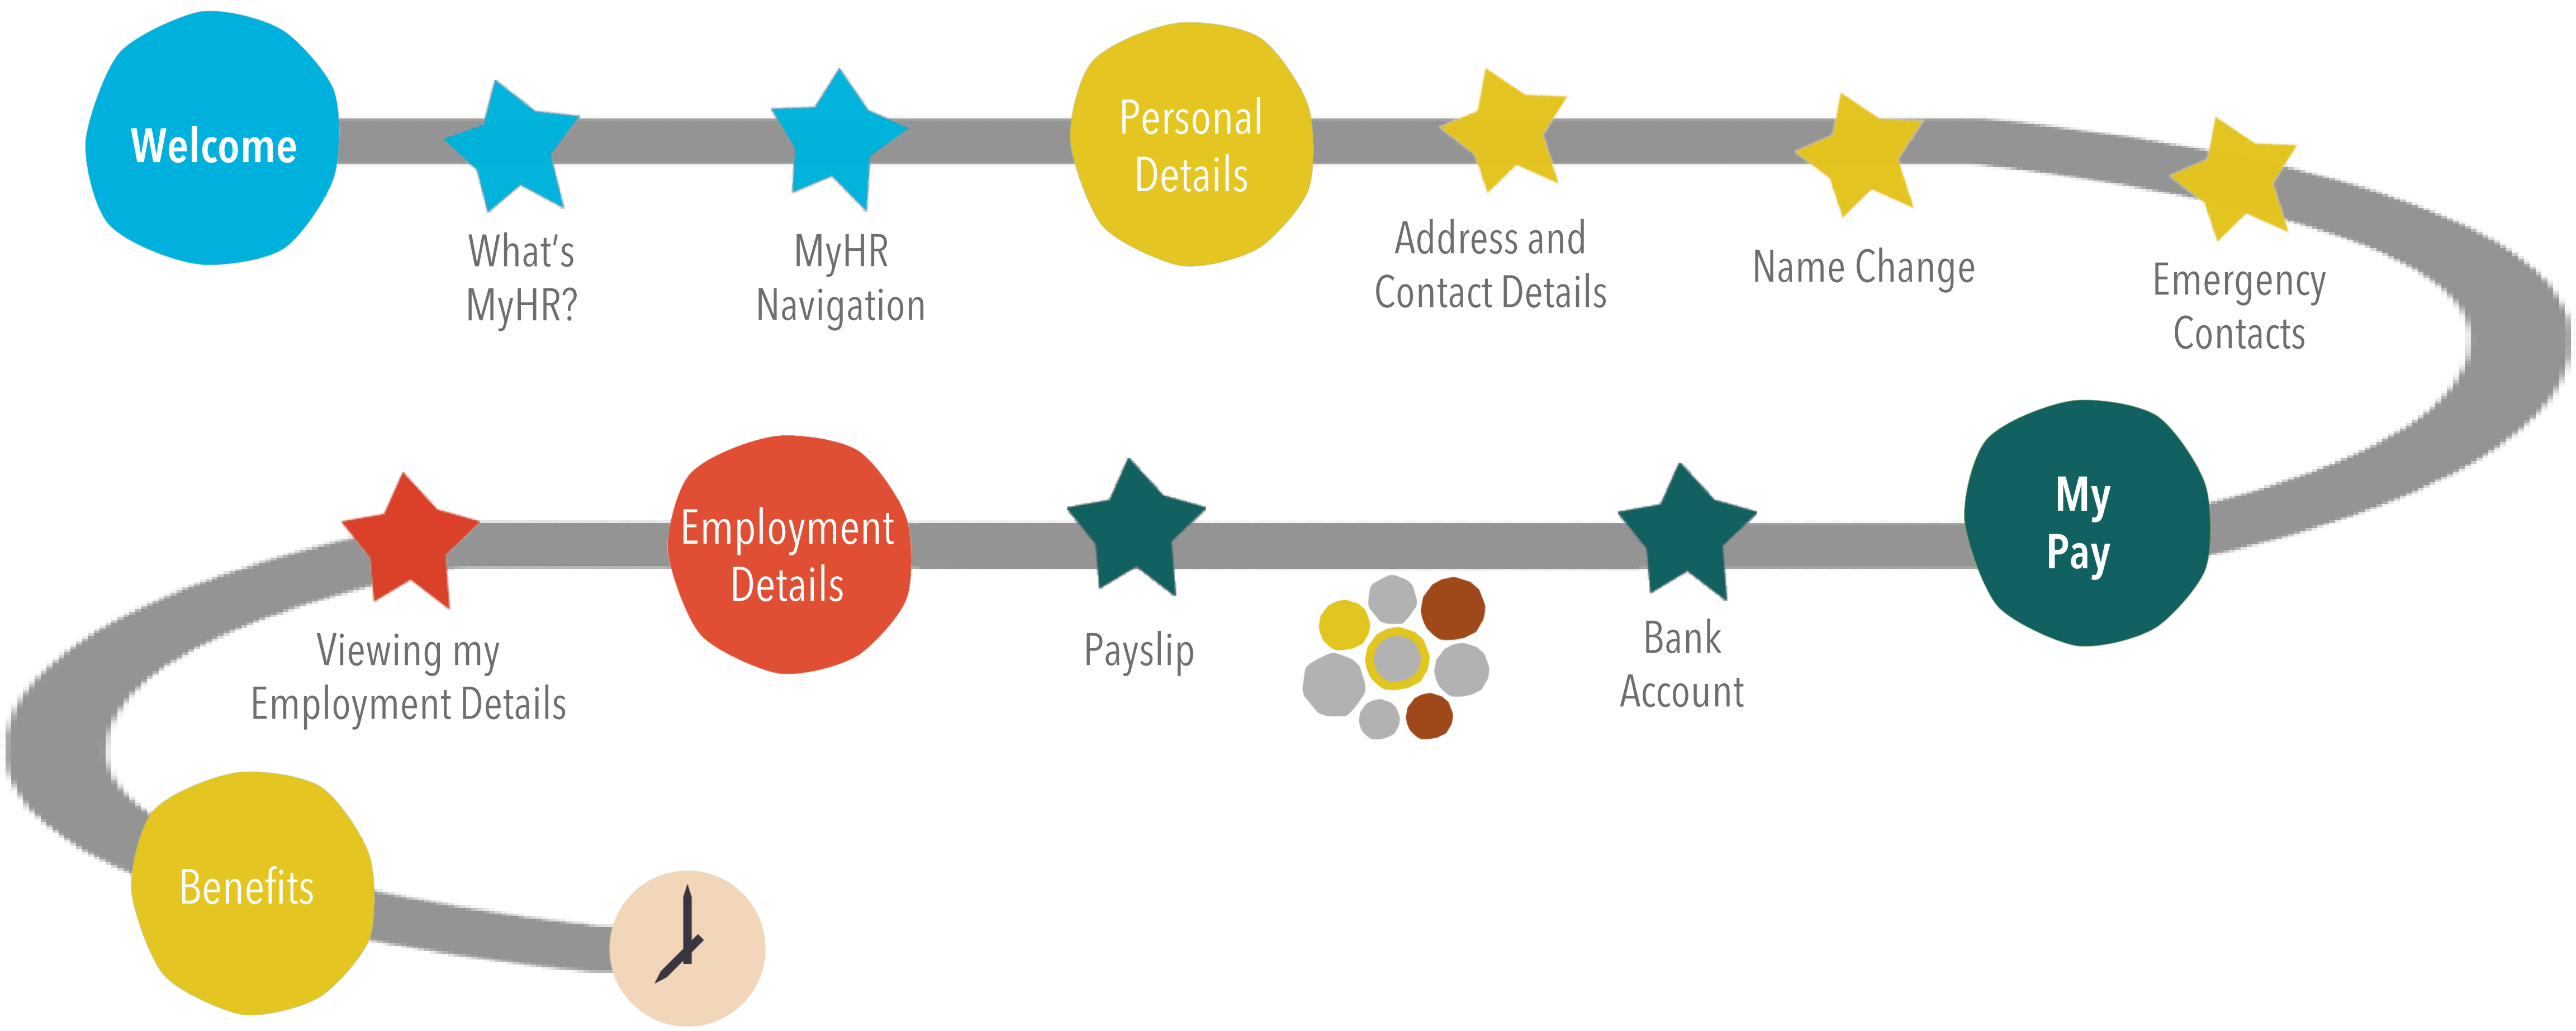 Welcome
What's
MyHR?
MyHR
Navigation
Personal
Details
Address and
Contact Details
Name Change
Emergency
Contacts
My
Pay
Bank
Account
Payslip
Employment
Details
Viewing my
Employment Details
Benefits